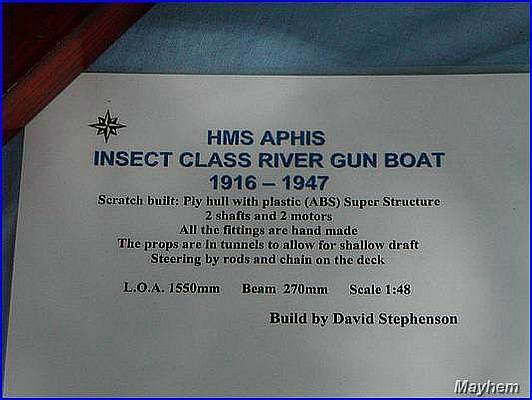 HMS APHIS
INSECT CLASS RIVER GUN BOAT
1916 – 1947
Scratch built: Ply hull with plastic (ABS) Super Structure
2 shafts and 2 motors
All the fittings are hand made
The props are in tunnels to allow for shallow draft
Steering by rods and chain on the deck
L.O.A. 1550mm Beam 270mm Scale 1:48
Build by David Stephenson
Mayhem